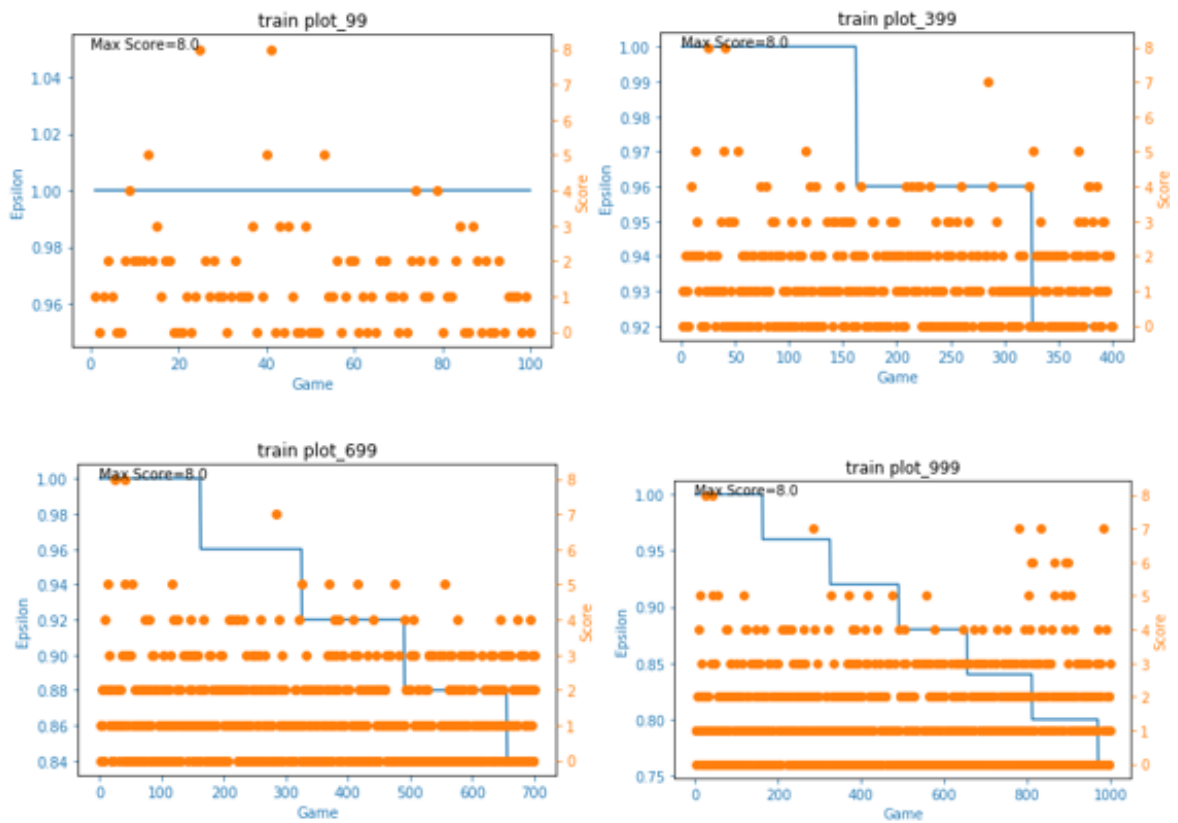 train plot_99
Max Score=8.0
1.04
1.02
1.00
0.98
0.96
Epsilon
8
7
6
5
4
3
2
1
0
Score
0 20 40 60 80 100
Game
train plot_399
Max Score=8.0
1.00
0.99
0.98
0.97
0.96
0.95
0.94
0.93
0.92
Epsilon
8
7
6
5
4
3
2
1
0
Score
0 50 100 150 200 250 300 350 400
Game
train plot_699
Max Score=8.0
1.00
0.98
0.96
0.94
0.92
0.90
0.88
0.86
0.84
Epsilon
8
7
6
5
4
3
2
1
0
Score
0 100 200 300 400 500 600 700
Game
train plot_999
Max Score=8.0
1.00
0.95
0.90
0.85
0.80
0.75
Epsilon
8
7
6
5
4
3
2
1
0
Score
0 200 400 600 800 1000
Game